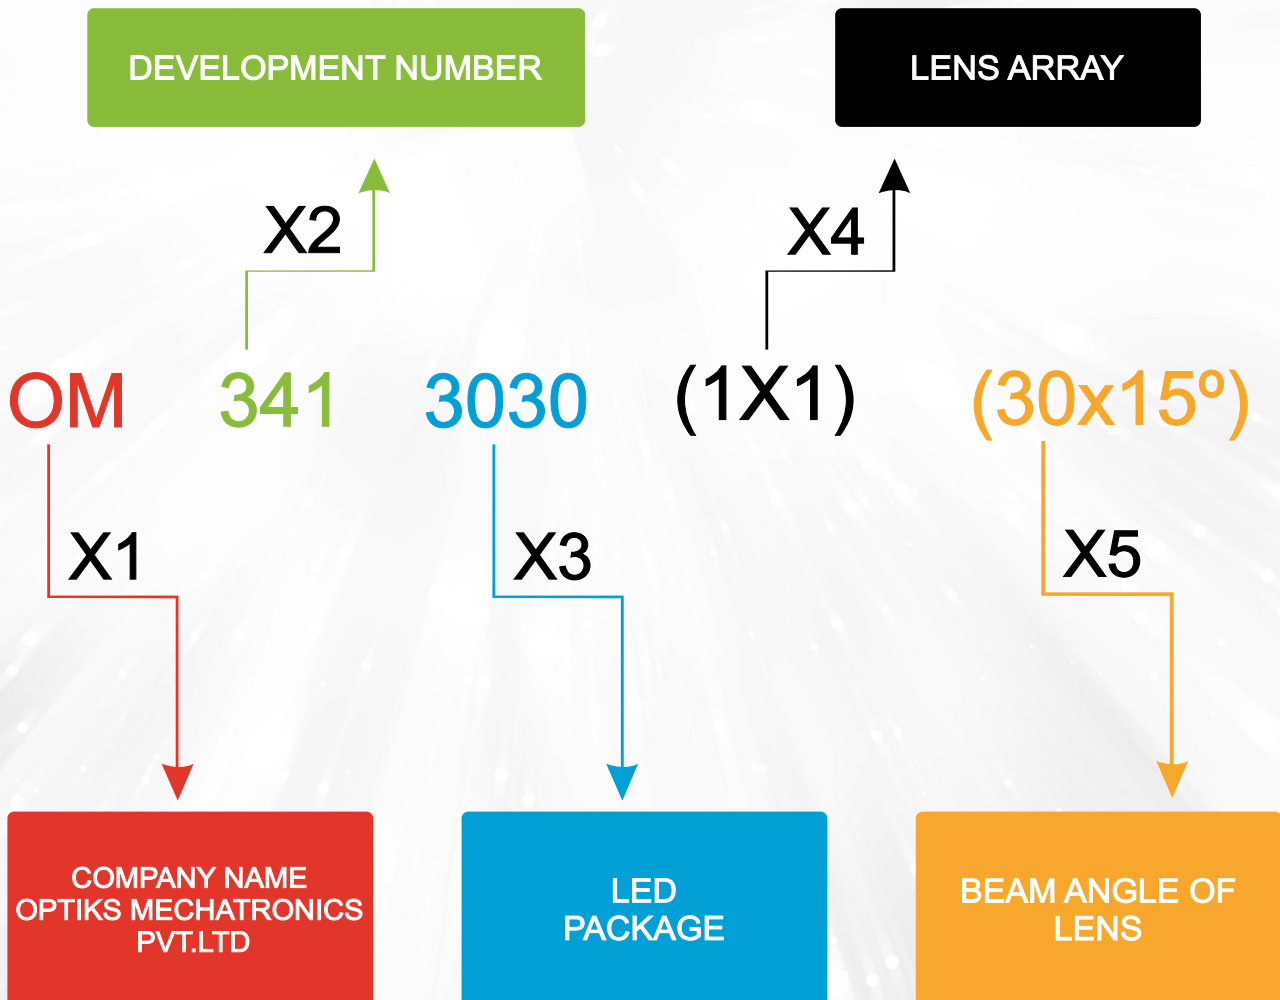 DEVELOPMENT NUMBER
LENS ARRAY
X2
X4
OM 341 3030 (1X1) (30x15º)
X1
X3
X5
COMPANY NAME
OPTIKS MECHATRONICS
PVT.LTD
LED
PACKAGE
BEAM ANGLE OF
LENS